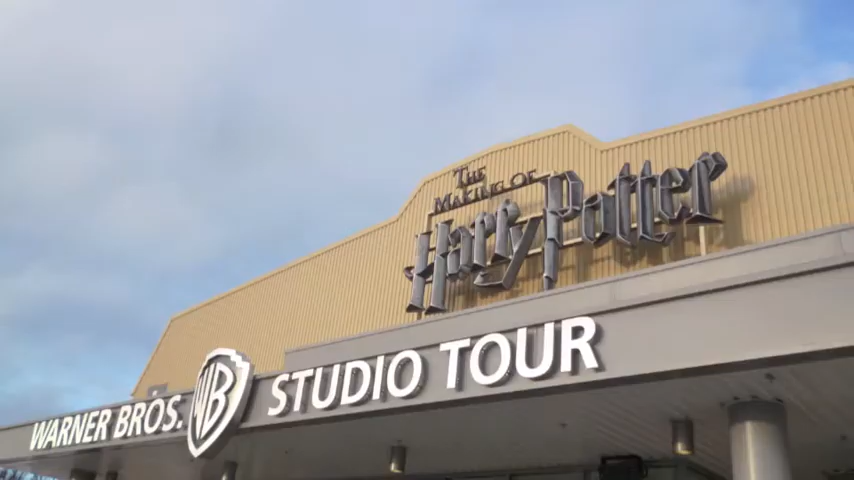 The
Making of
Harry Potter
WARNER BROS. WB STUDIO TOUR